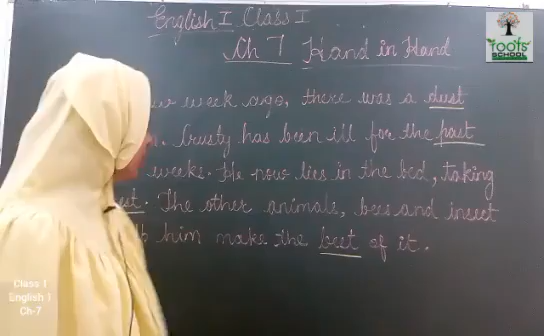 English I Class I
Ch 7 Hand in Hand
week ago, there was a dust
Crusty has been ill for the past
weeks. He now lies in the bed, taking
The other animals, bees and insect
him make the best of it.
roots'
SCHOOL
Class 1
English 1
Ch-7